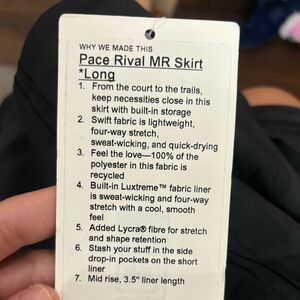 WHY WE MADE THIS
Pace Rival MR Skirt
*Long
1. From the court to the trails,
keep necessities close in this
skirt with built-in storage
2. Swift fabric is lightweight,
four-way stretch,
sweat-wicking, and quick-drying
3. Feel the love—100% of the
polyester in this fabric is
recycled
4. Built-in Luxtreme™ fabric liner
is sweat-wicking and four-way
stretch with a cool, smooth
feel
5. Added Lycra® fibre for stretch
and shape retention
6. Stash your stuff in the side
drop-in pockets on the short
liner
7. Mid rise, 3.5" liner length